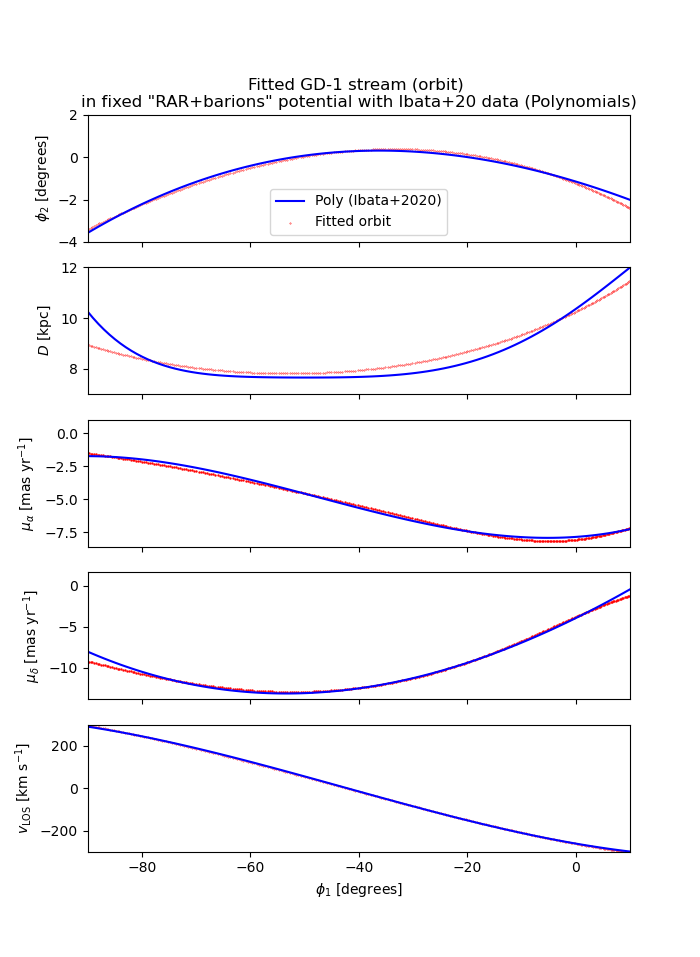 Fitted GD-1 stream (orbit)
in fixed "RAR+barions" potential with Ibata+20 data (Polynomials)
2
0
−2
−4
ϕ₂ [degrees]
Poly (Ibata+2020)
Fitted orbit
12
10
8
D [kpc]
0.0
−2.5
−5.0
−7.5
μ_α [mas yr⁻¹]
0
−5
−10
μ_δ [mas yr⁻¹]
200
0
−200
v_LOS [km s⁻¹]
−80 −60 −40 −20 0
ϕ₁ [degrees]